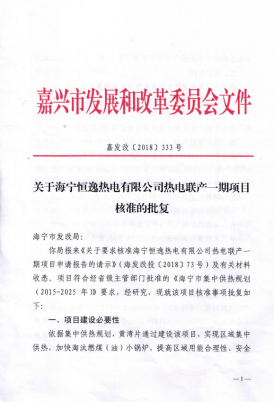 嘉兴市发展和改革委员会文件
嘉发改〔2018〕333号
关于海宁恒逸热电有限公司热电联产一期项目
核准的批复
海宁市发改局：
你局报来《关于要求核准海宁恒逸热电有限公司热电联产一
期项目申请报告的请示》（海发改投〔2018〕73号）及有关材料
收悉。项目符合经省级主管部门批准的《海宁市集中供热规划
（2015-2025年）》要求，经研究，现就该项目核准事项批复如
下：
一、项目建设必要性
依据集中供热规划，黄湾片通过建设该项目，实现区域集中
供热，加快淘汰燃煤（油）小锅炉，提高区域用能合理性、安全
—1—